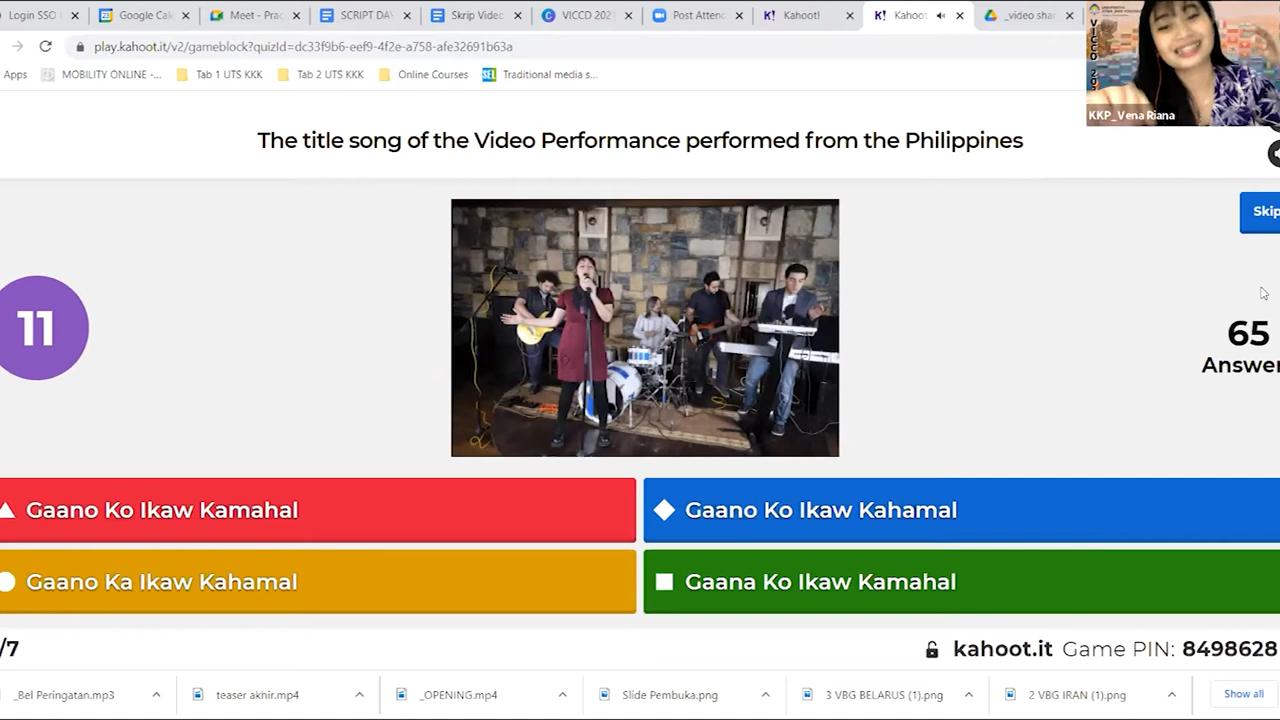 Login SSO
Google Cal
Meet - Prac
SCRIPT DAY
Skrip Video
VICCD 2021
Post Attend
Kahoot!
Kahoot
_video shar
play.kahoot.it/v2/gameblock?quizId=dc33f9b6-eef9-4f2e-a758-afe32691b63a
Apps
MOBILITY ONLINE -...
Tab 1 UTS KKK
Tab 2 UTS KKK
Online Courses
SEL
Traditional media s...
KKP_Vena Riana
The title song of the Video Performance performed from the Philippines
Skip
11
65
Answer
Gaano Ko Ikaw Kamahal
Gaano Ko Ikaw Kahamal
Gaano Ka Ikaw Kahamal
Gaana Ko Ikaw Kamahal
/7
kahoot.it Game PIN: 8498628
_Bel Peringatan.mp3
teaser akhir.mp4
_OPENING.mp4
Slide Pembuka.png
3 VBG BELARUS (1).png
2 VBG IRAN (1).png
Show all